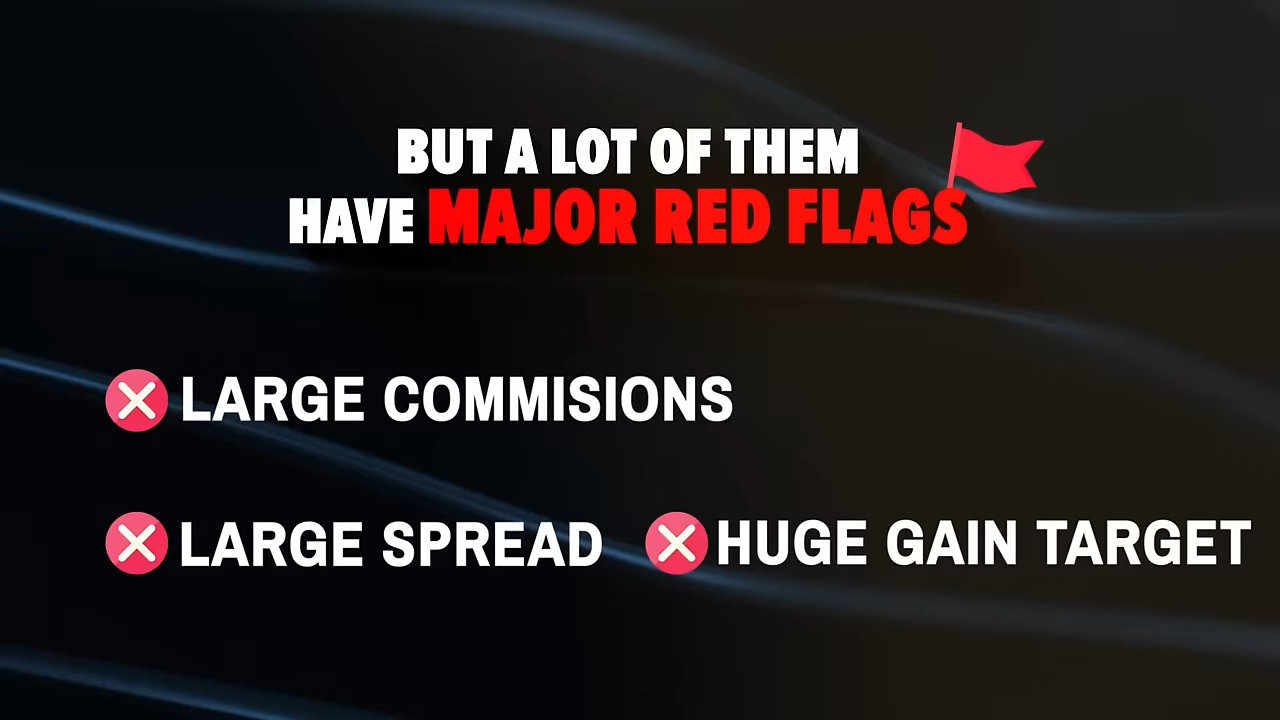 BUT A LOT OF THEM
HAVE MAJOR RED FLAGS
LARGE COMMISIONS
LARGE SPREAD
HUGE GAIN TARGET